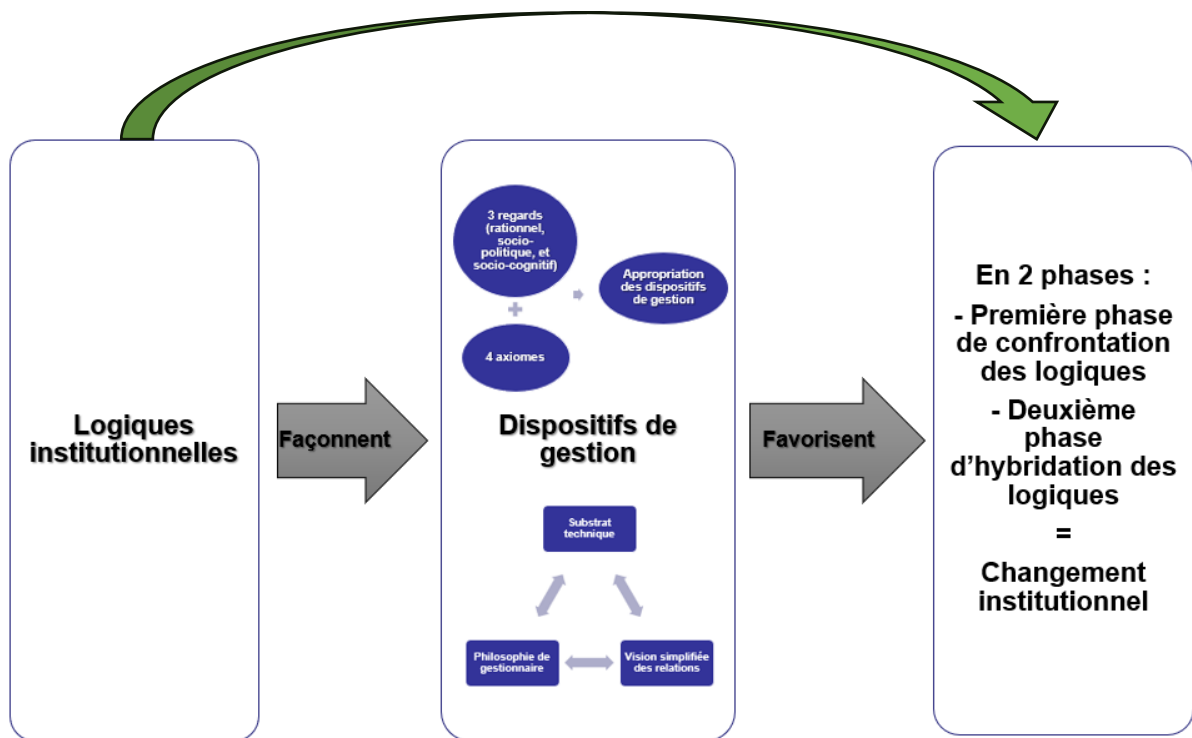 Logiques
institutionnelles
Façonnent
3 regards
(rationnel,
socio-
politique, et
socio-cognitif)
4 axiomes
Appropriation
des dispositifs
de gestion
Dispositifs de
gestion
Substrat
technique
Philosophie de
gestionnaire
Vision simplifiée
des relations
Favorisent
En 2 phases :
- Première phase
de confrontation
des logiques
- Deuxième
phase
d’hybridation des
logiques
=
Changement
institutionnel